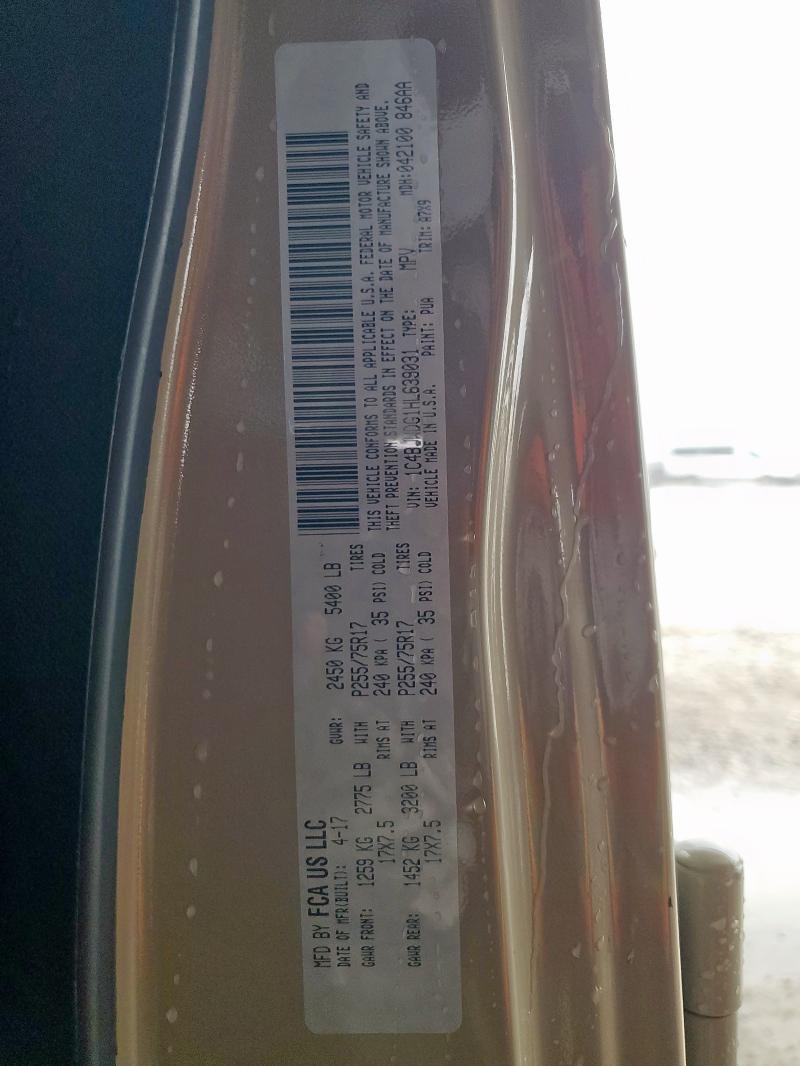 MFD BY FCA US LLC
DATE OF MFR(BUILT): 4-17 GVWR: 2450 KG 5400 LB
GAWR FRONT: 1259 KG 2775 LB WITH P255/75R17 TIRES
17X7.5 RIMS AT 240 KPA ( 35 PSI) COLD
GAWR REAR: 1452 KG 3200 LB WITH P255/75R17 TIRES
17X7.5 RIMS AT 240 KPA ( 35 PSI) COLD
THIS VEHICLE CONFORMS TO ALL APPLICABLE U.S.A. FEDERAL MOTOR VEHICLE SAFETY AND
THEFT PREVENTION STANDARDS IN EFFECT ON THE DATE OF MANUFACTURE SHOWN ABOVE.
VIN: TYPE: MPV MDH:042100 846AA
VEHICLE MADE IN U.S.A. PAINT: PUA TRIM: A7X9